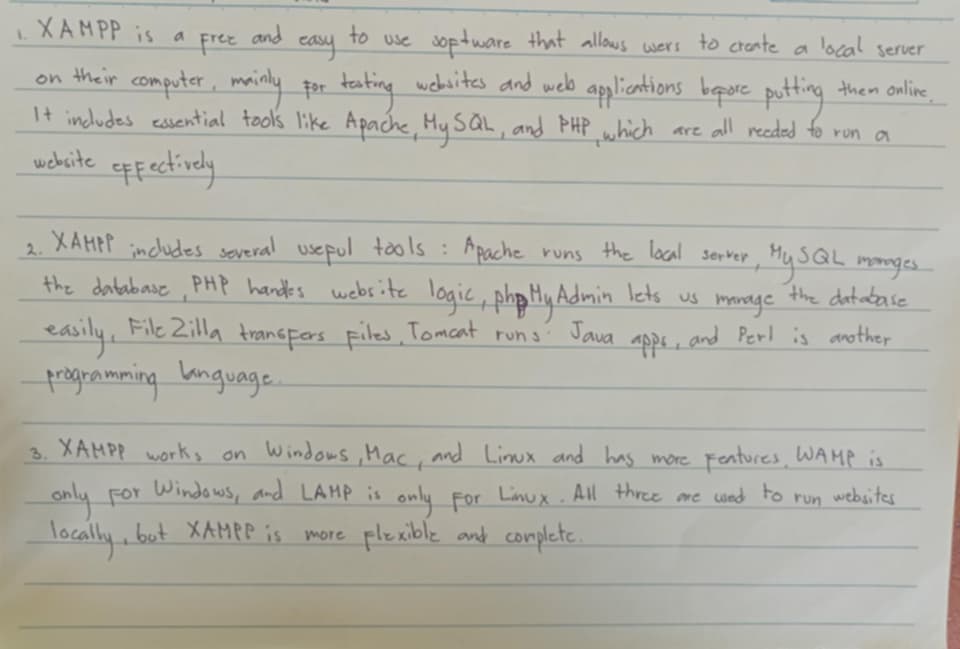 1. XAMPP is a free and easy to use software that allows users to create a local server
on their computer, mainly for testing websites and web applications before putting them online.
It includes essential tools like Apache, MySQL, and PHP, which are all needed to run a
website effectively
2. XAMPP includes several useful tools : Apache runs the local server, MySQL manages
the database, PHP handles website logic, phpMyAdmin lets us manage the database
easily, FileZilla transfers files, Tomcat runs Java apps, and Perl is another
programming language.
3. XAMPP works on Windows, Mac, and Linux and has more features. WAMP is
only for Windows, and LAMP is only for Linux. All three are used to run websites
locally, but XAMPP is more flexible and complete.